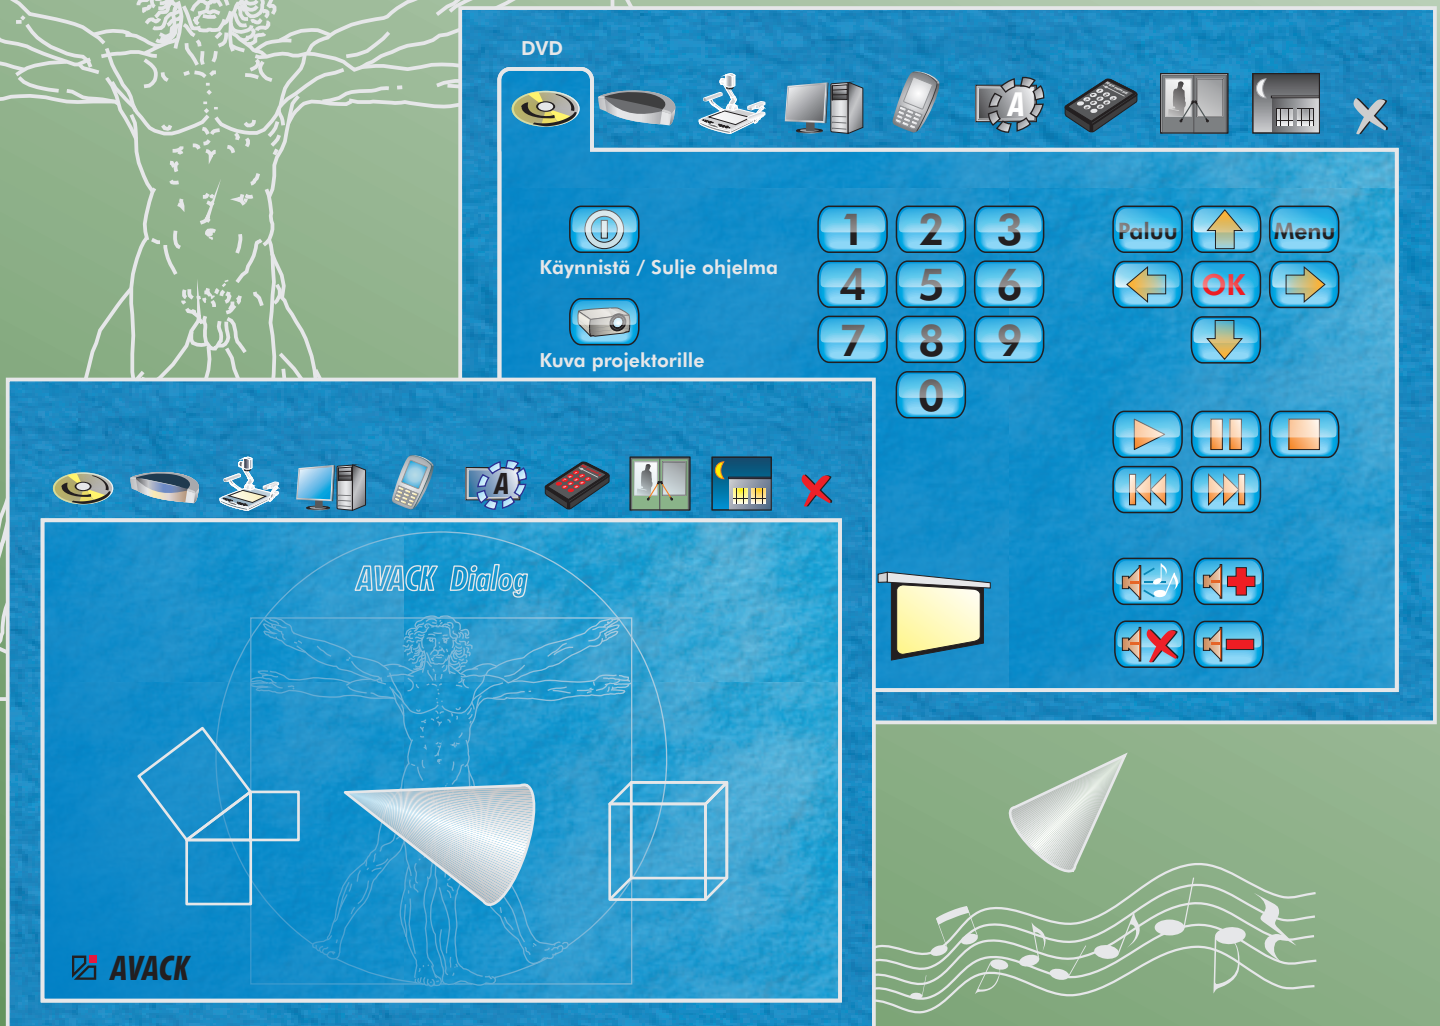 DVD
A
Käynnistä / Sulje ohjelma
Kuva projektorille
1 2 3
4 5 6
7 8 9
0
Paluu Menu
OK
A
AVACK Dialog
AVACK